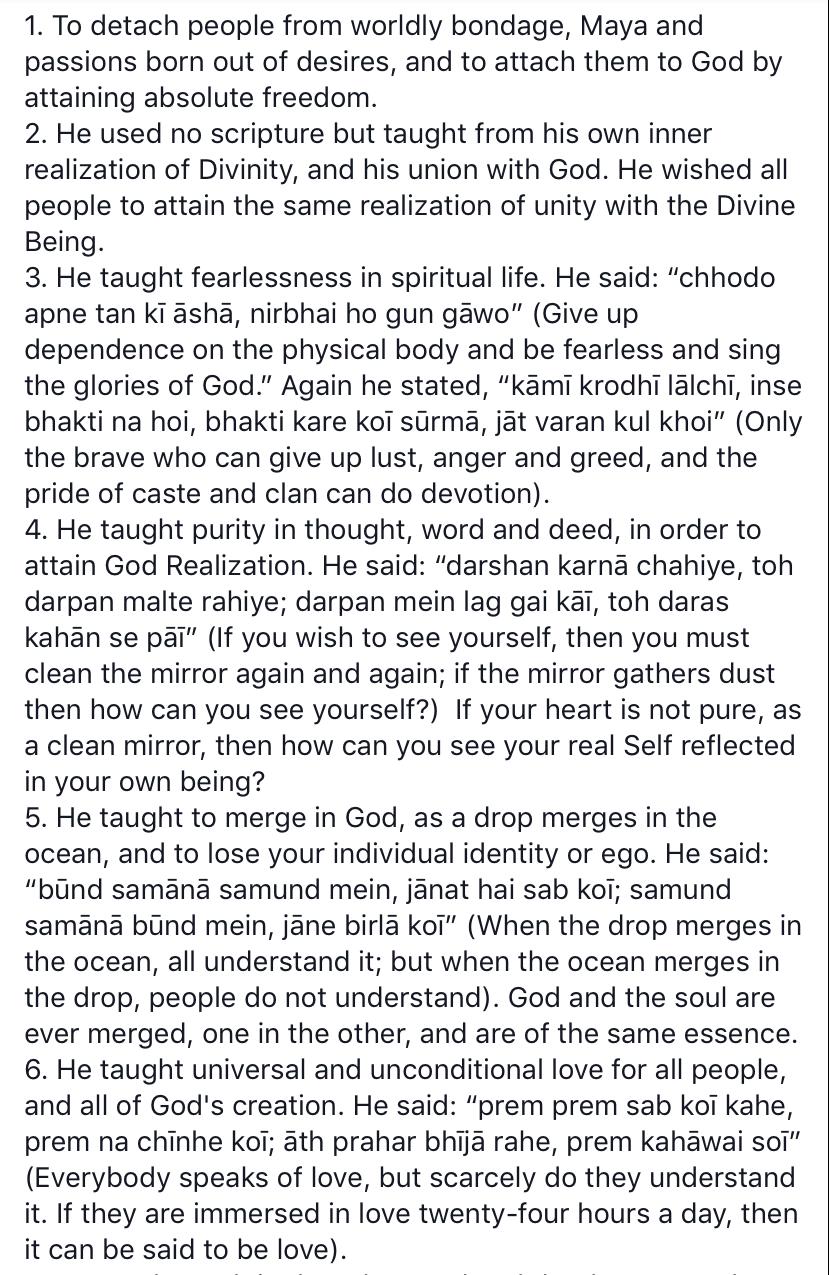 1. To detach people from worldly bondage, Maya and
passions born out of desires, and to attach them to God by
attaining absolute freedom.
2. He used no scripture but taught from his own inner
realization of Divinity, and his union with God. He wished all
people to attain the same realization of unity with the Divine
Being.
3. He taught fearlessness in spiritual life. He said: “chhodo
apne tan kī āshā, nirbhai ho gun gāwo” (Give up
dependence on the physical body and be fearless and sing
the glories of God.” Again he stated, “kāmī krodhī lālchī, inse
bhakti na hoi, bhakti kare koī sūrmā, jāt varan kul khoi” (Only
the brave who can give up lust, anger and greed, and the
pride of caste and clan can do devotion).
4. He taught purity in thought, word and deed, in order to
attain God Realization. He said: “darshan karnā chahiye, toh
darpan malte rahiye; darpan mein lag gai kāī, toh daras
kahān se pāī” (If you wish to see yourself, then you must
clean the mirror again and again; if the mirror gathers dust
then how can you see yourself?)  If your heart is not pure, as
a clean mirror, then how can you see your real Self reflected
in your own being?
5. He taught to merge in God, as a drop merges in the
ocean, and to lose your individual identity or ego. He said:
“būnd samānā samund mein, jānat hai sab koī; samund
samānā būnd mein, jāne birlā koī” (When the drop merges in
the ocean, all understand it; but when the ocean merges in
the drop, people do not understand). God and the soul are
ever merged, one in the other, and are of the same essence.
6. He taught universal and unconditional love for all people,
and all of God's creation. He said: “prem prem sab koī kahe,
prem na chīnhe koī; āth prahar bhījā rahe, prem kahāwai soī”
(Everybody speaks of love, but scarcely do they understand
it. If they are immersed in love twenty-four hours a day, then
it can be said to be love).